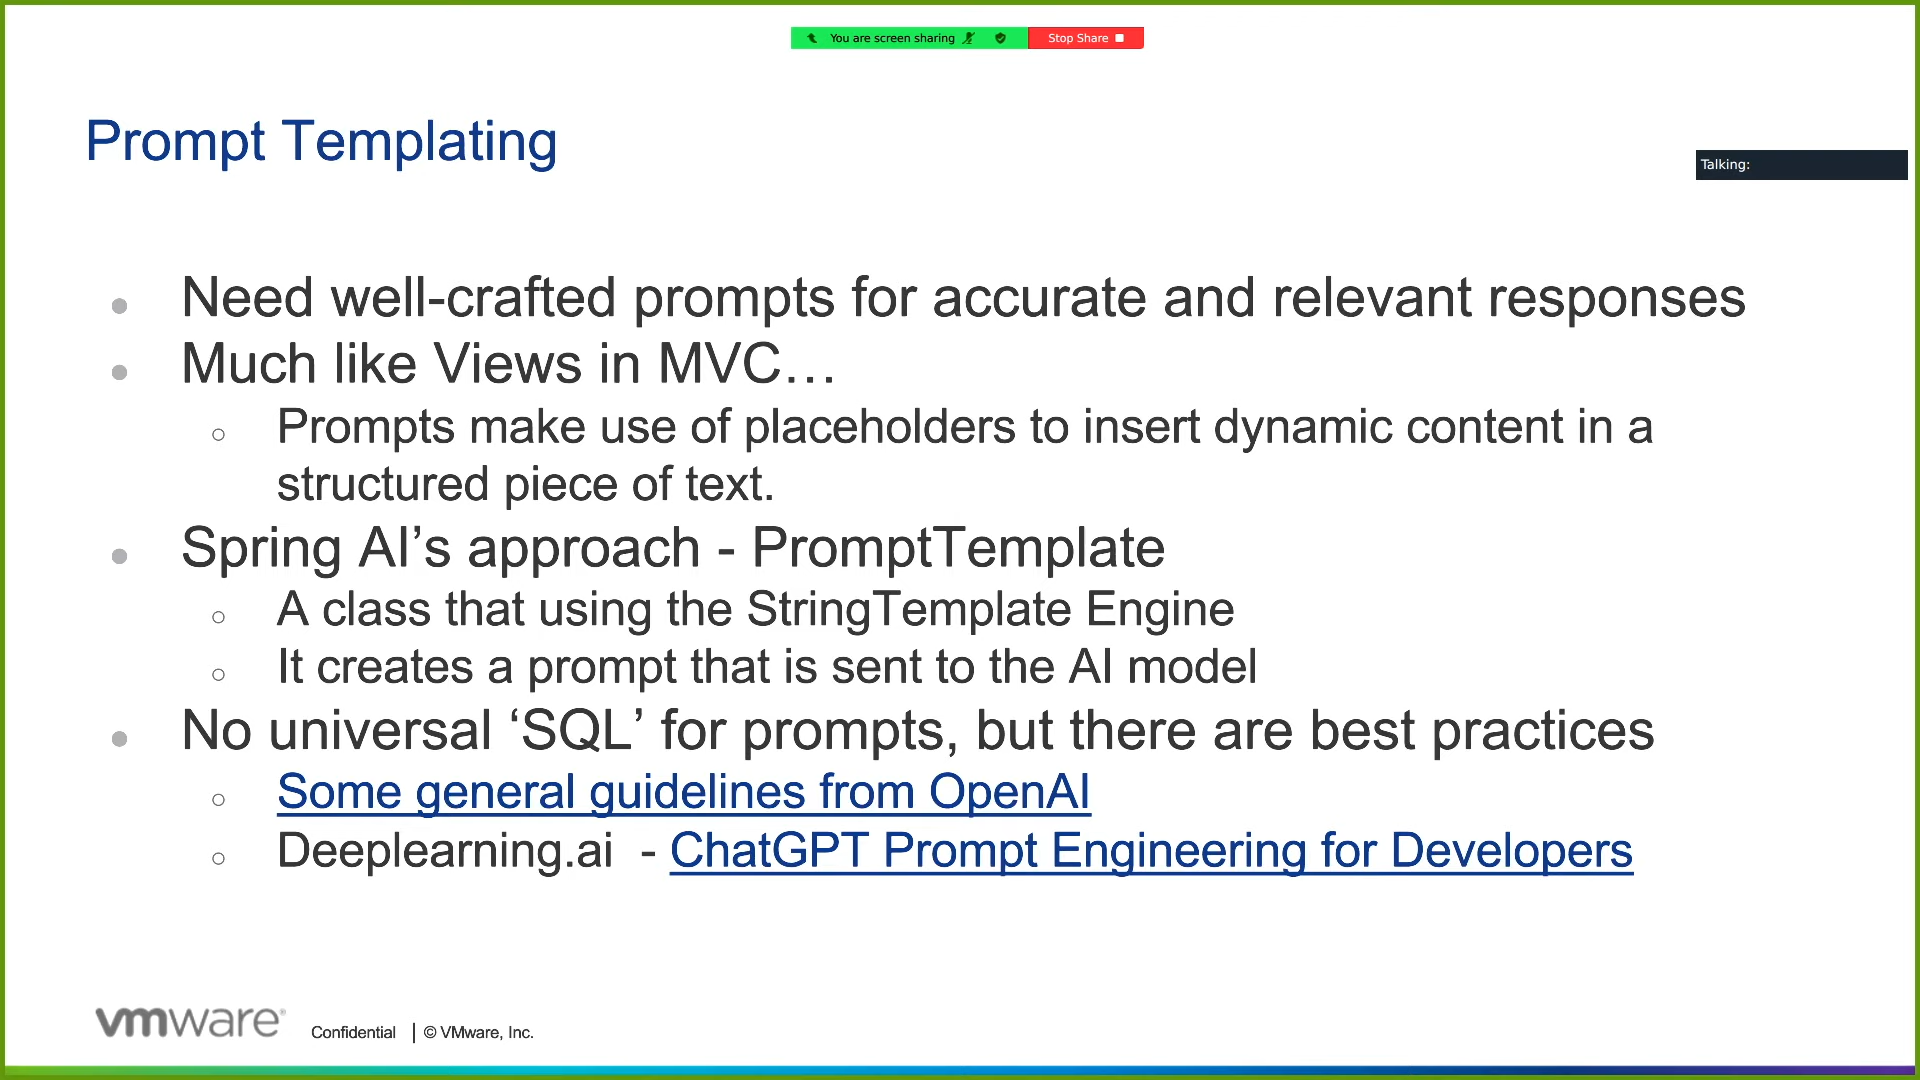 You are screen sharing
Stop Share
Prompt Templating
Talking:
Need well-crafted prompts for accurate and relevant responses
Much like Views in MVC…
Prompts make use of placeholders to insert dynamic content in a
structured piece of text.
Spring AI’s approach - PromptTemplate
A class that using the StringTemplate Engine
It creates a prompt that is sent to the AI model
No universal ‘SQL’ for prompts, but there are best practices
Some general guidelines from OpenAI
Deeplearning.ai - ChatGPT Prompt Engineering for Developers
vmware® Confidential | © VMware, Inc.